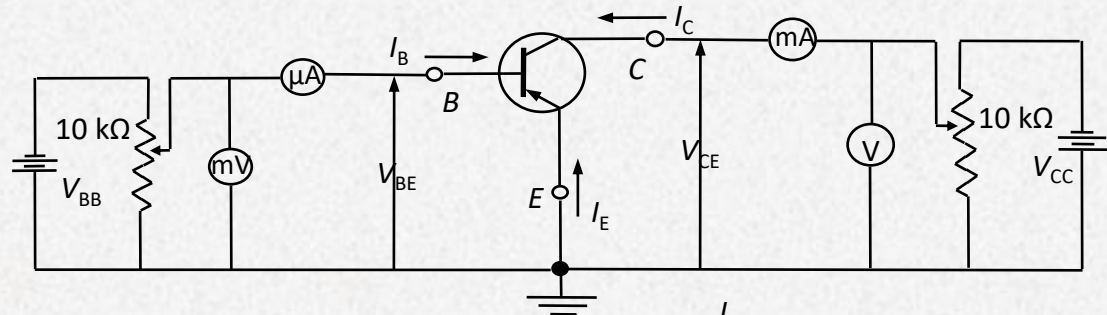 I_C
I_B
µA
mA
C
B
10 kΩ
10 kΩ
mV
V
V_BB
V_BE
V_CE
V_CC
E
I_E
I